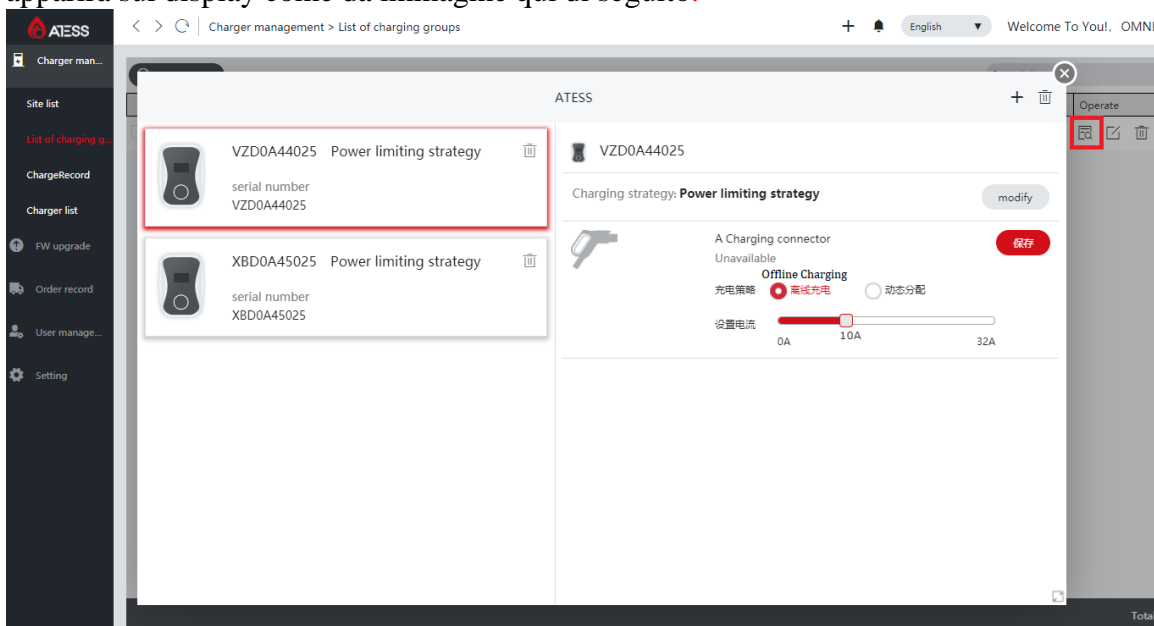 apparirà sul display come da immagine qui di seguito.
ATESS
Charger management > List of charging groups
English
Welcome To You!, OMNI
Charger man...
Site list
List of charging g...
ChargeRecord
Charger list
FW upgrade
Order record
User manage...
Setting
ATESS
Operate
VZD0A44025 Power limiting strategy
serial number
VZD0A44025
XBD0A45025 Power limiting strategy
serial number
XBD0A45025
VZD0A44025
Charging strategy: Power limiting strategy
modify
A Charging connector
保存
Unavailable
Offline Charging
充电策略 离线充电 动态分配
设置电流
0A 10A 32A
Total